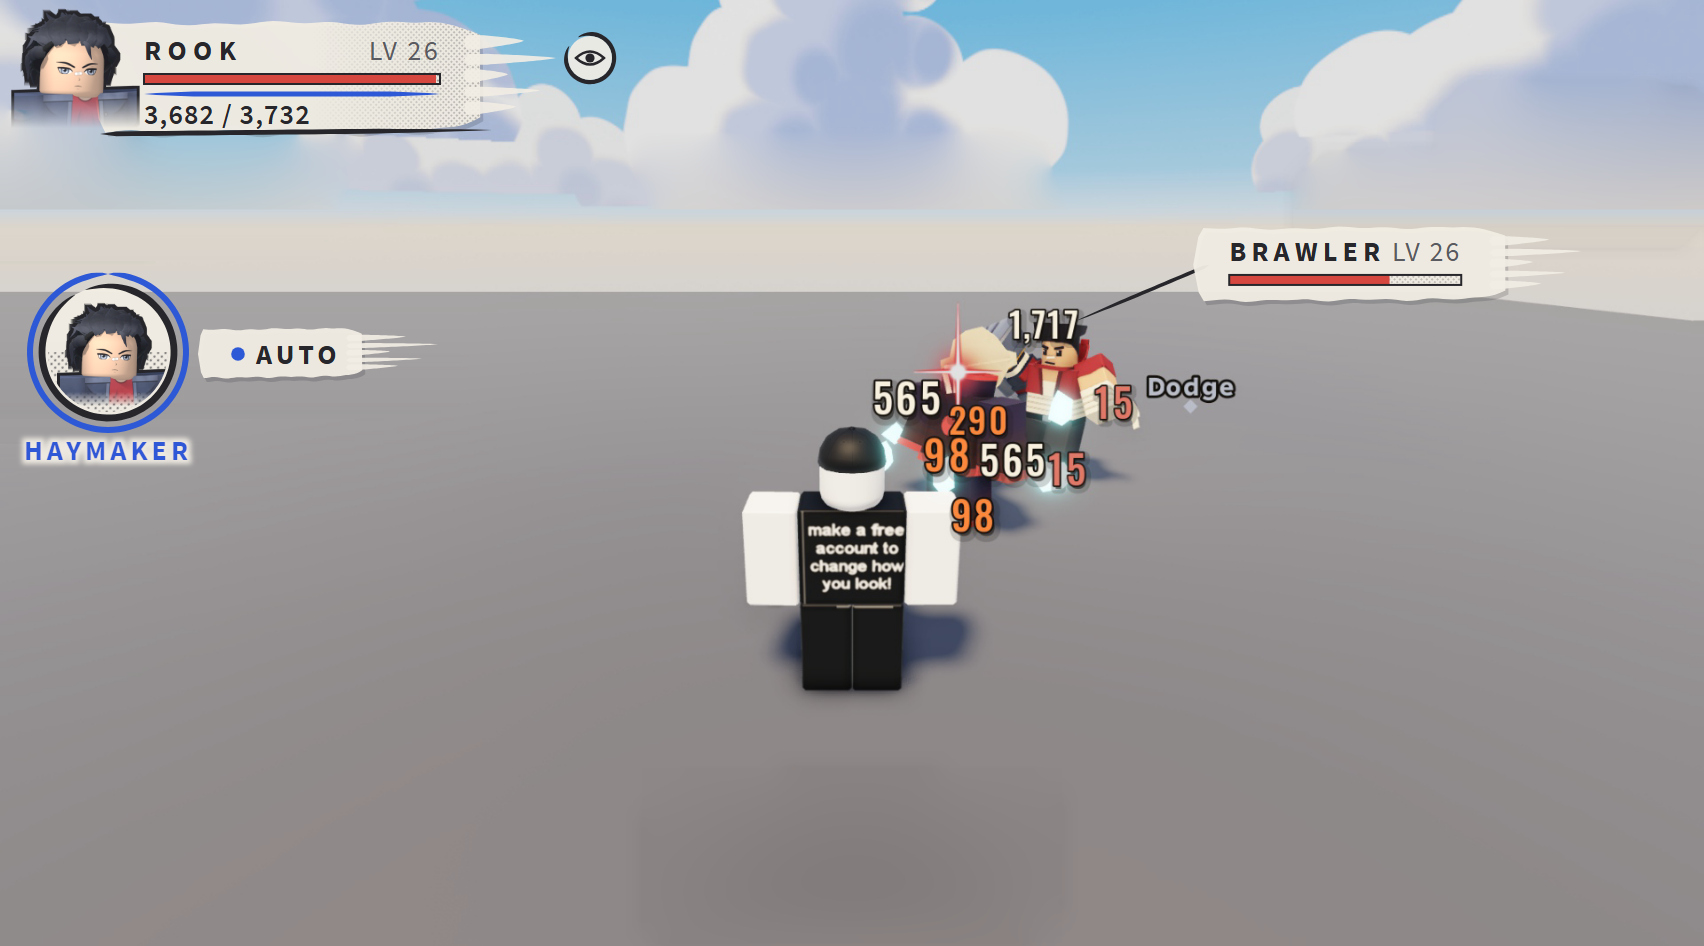 ROOK LV 26
3,682 / 3,732
BRAWLER LV 26
AUTO
HAYMAKER
1,717
Dodge
565
15
290
98
565
15
98
make a free
account to
change how
you look!